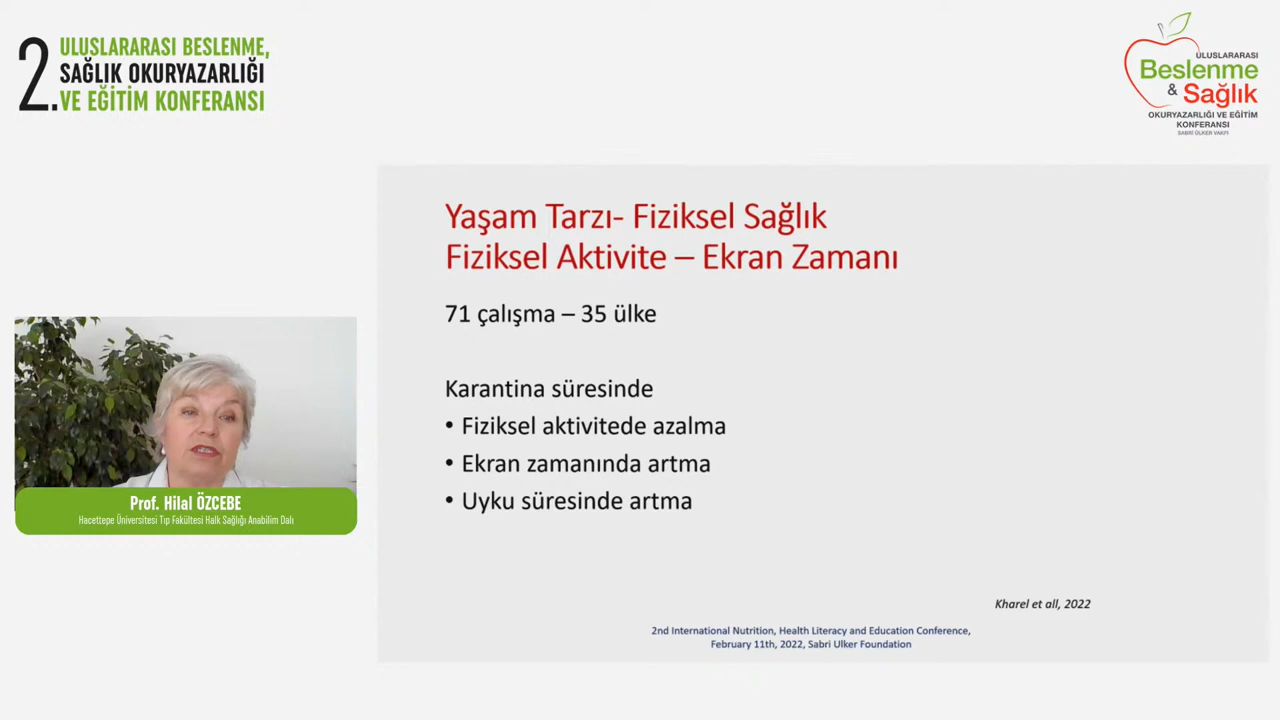 2.
ULUSLARARASI BESLENME,
SAĞLIK OKURYAZARLIĞI
VE EĞİTİM KONFERANSI
ULUSLARARASI
Beslenme
& Sağlık
OKURYAZARLIĞI VE EĞİTİM
KONFERANSI
SABRİ ÜLKER VAKFI
Yaşam Tarzı- Fiziksel Sağlık
Fiziksel Aktivite – Ekran Zamanı
71 çalışma – 35 ülke
Karantina süresinde
• Fiziksel aktivitede azalma
• Ekran zamanında artma
• Uyku süresinde artma
Kharel et all, 2022
2nd International Nutrition, Health Literacy and Education Conference,
February 11th, 2022, Sabri Ulker Foundation
Prof. Hilal ÖZCEBE
Hacettepe Üniversitesi Tıp Fakültesi Halk Sağlığı Anabilim Dalı